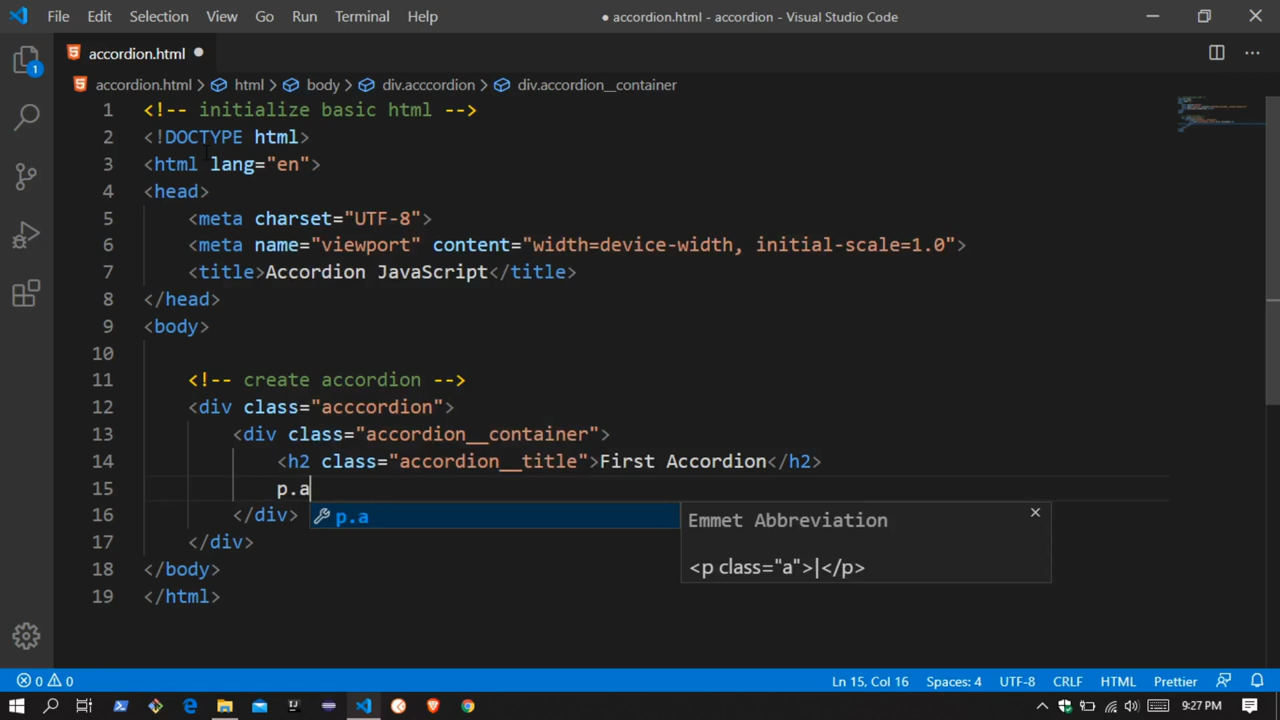 File Edit Selection View Go Run Terminal Help
● accordion.html - accordion - Visual Studio Code
accordion.html ●
1
accordion.html > html > body > div.acccordion > div.accordion__container
1 <!-- initialize basic html -->
2 <!DOCTYPE html>
3 <html lang="en">
4 <head>
5 <meta charset="UTF-8">
6 <meta name="viewport" content="width=device-width, initial-scale=1.0">
7 <title>Accordion JavaScript</title>
8 </head>
9 <body>
10
11 <!-- create accordion -->
12 <div class="acccordion">
13 <div class="accordion__container">
14 <h2 class="accordion__title">First Accordion</h2>
15 p.a
16 </div>
p.a
Emmet Abbreviation
<p class="a">|</p>
17 </div>
18 </body>
19 </html>
0 0 Ln 15, Col 16 Spaces: 4 UTF-8 CRLF HTML Prettier
9:27 PM